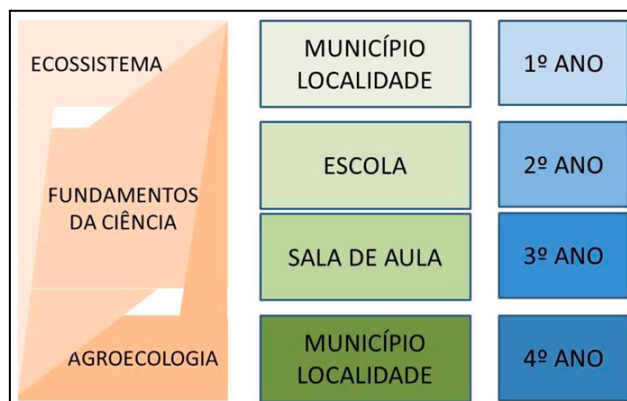 ECOSSISTEMA
MUNICÍPIO
LOCALIDADE
1º ANO
ESCOLA
2º ANO
FUNDAMENTOS
DA CIÊNCIA
SALA DE AULA
3º ANO
AGROECOLOGIA
MUNICÍPIO
LOCALIDADE
4º ANO